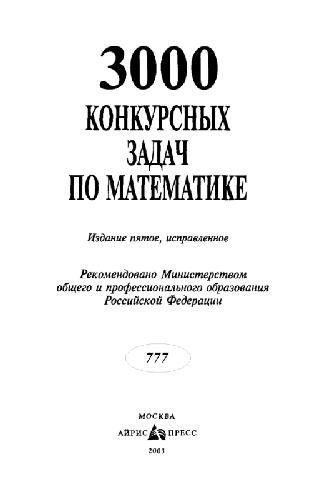 3000
КОНКУРСНЫХ
ЗАДАЧ
ПО МАТЕМАТИКЕ
Издание пятое, исправленное
Рекомендовано Министерством
общего и профессионального образования
Российской Федерации
777
МОСКВА
АЙРИС ПРЕСС
2003